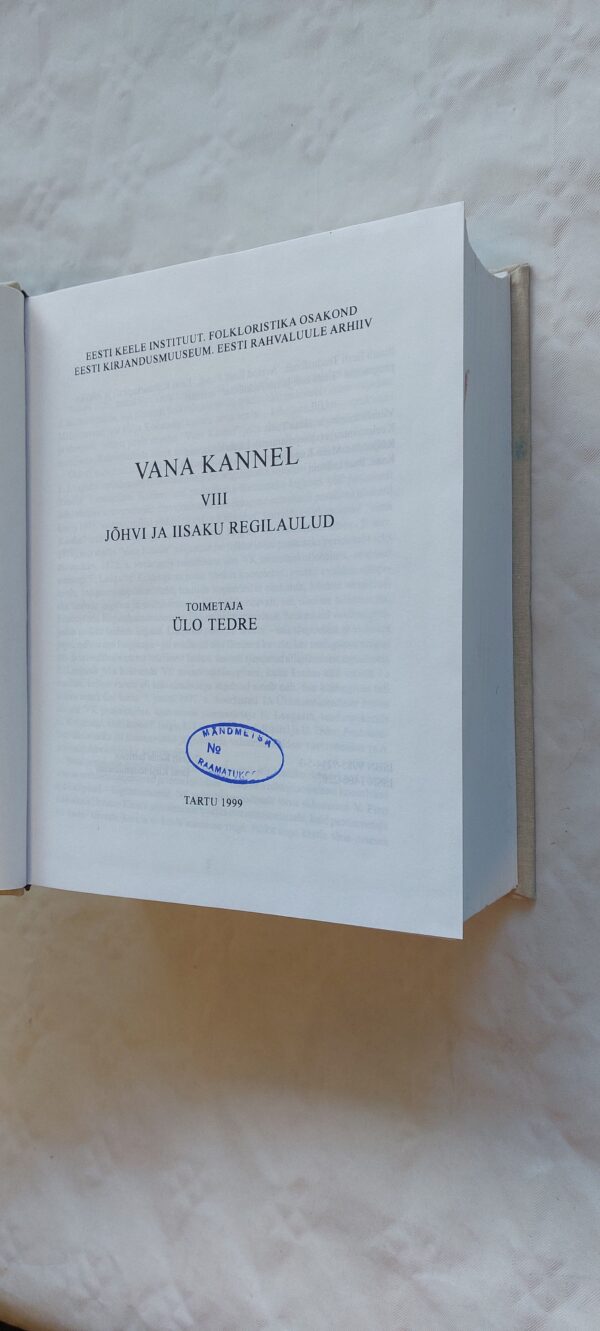 EESTI KEELE INSTITUUT. FOLKLORISTIKA OSAKOND
EESTI KIRJANDUSMUUSEUM. EESTI RAHVALUULE ARHIIV
VANA KANNEL
VIII
JÕHVI JA IISAKU REGILAULUD
TOIMETAJA
ÜLO TEDRE
MÄNDMETSA
№
TARTU 1999